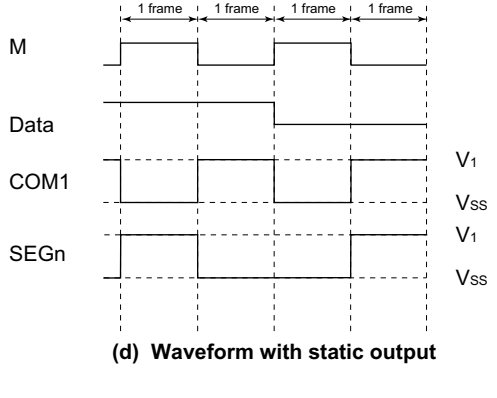 1 frame 1 frame 1 frame 1 frame
M
Data
V1
COM1
VSS
V1
SEGn
VSS
(d) Waveform with static output